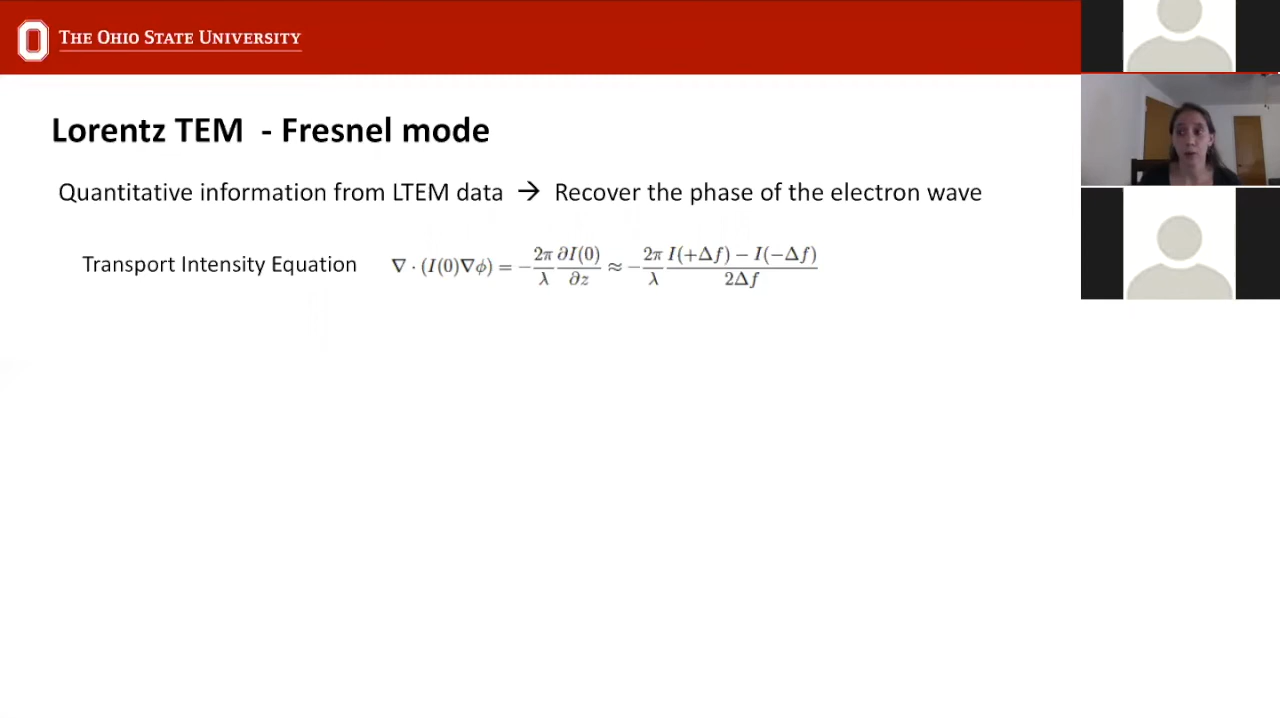 THE OHIO STATE UNIVERSITY
Lorentz TEM - Fresnel mode
Quantitative information from LTEM data → Recover the phase of the electron wave
Transport Intensity Equation ∇ · (I(0)∇ϕ) = −2π/λ ∂I(0)/∂z ≈ −2π/λ I(+Δf) − I(−Δf)/2Δf